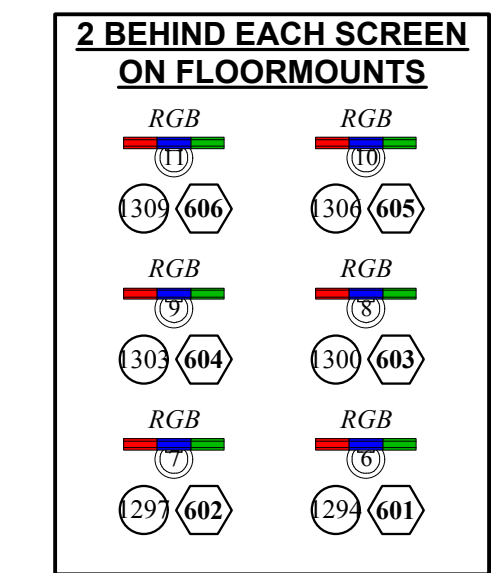 2 BEHIND EACH SCREEN
ON FLOORMOUNTS
RGB RGB
11 10
1309 606 1306 605
RGB RGB
9 8
1303 604 1300 603
RGB RGB
7 6
1297 602 1294 601